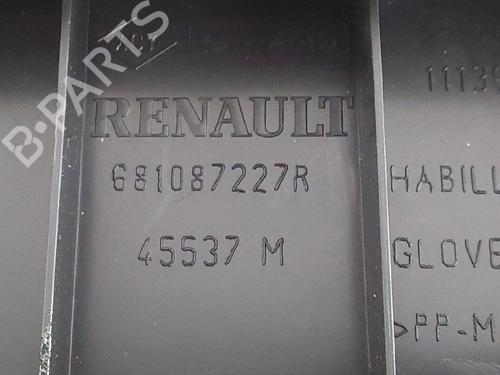 RENAULT
681087227R
45537 M
1113
HABILL
GLOVE
>PP-M
B-PARTS